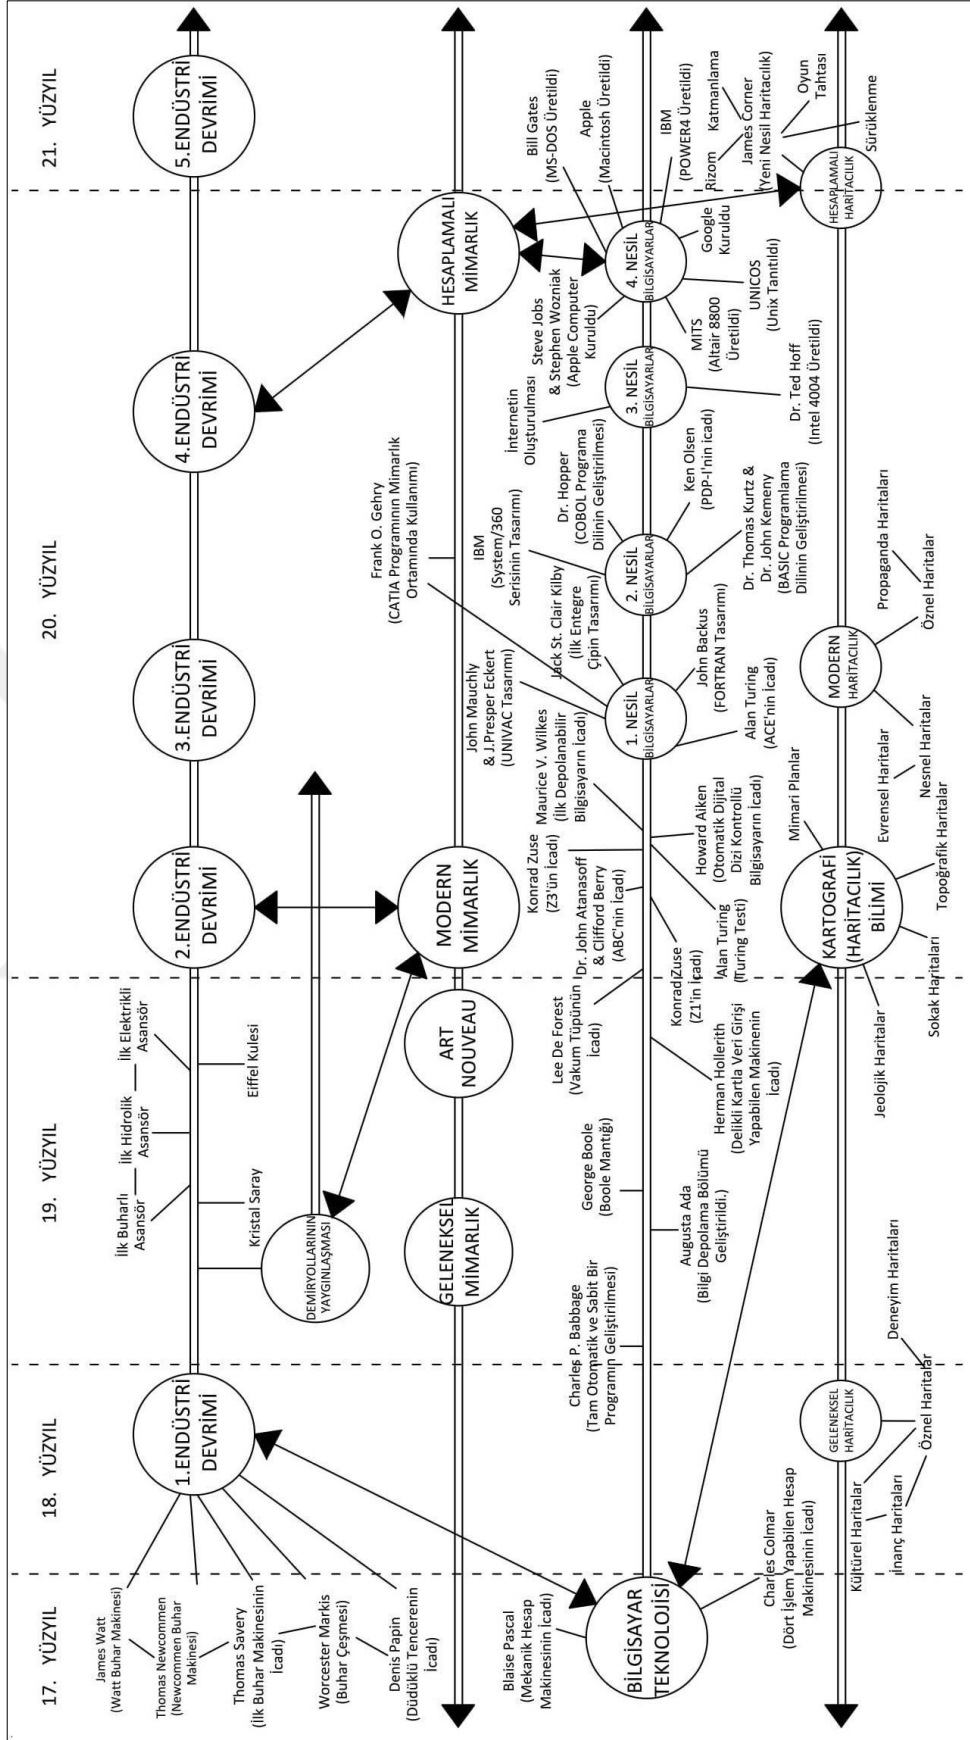 17. YÜZYIL
18. YÜZYIL
19. YÜZYIL
20. YÜZYIL
21. YÜZYIL
James Watt
(Watt Buhar Makinesi)
Thomas Newcommen
(Newcommen Buhar
Makinesi)
Thomas Savery
(İlk Buhar Makinesinin
İcadı)
Worcester Markis
(Buhar Çeşmesi)
Denis Papin
(Düdüklü Tencerenin
İcadı)
1.ENDÜSTRİ
DEVRİMİ
İlk Buharlı
Asansör
İlk Hidrolik
Asansör
İlk Elektrikli
Asansör
Kristal Saray
Eiffel Kulesi
2.ENDÜSTRİ
DEVRİMİ
3.ENDÜSTRİ
DEVRİMİ
4.ENDÜSTRİ
DEVRİMİ
5.ENDÜSTRİ
DEVRİMİ
DEMİRYOLLARININ
YAYGINLAŞMASI
GELENEKSEL
MİMARLIK
ART
NOUVEAU
MODERN
MİMARLIK
Frank O. Gehry
(CATIA Programının Mimarlık
Ortamında Kullanımı)
HESAPLAMALI
MİMARLIK
Blaise Pascal
(Mekanik Hesap
Makinesinin İcadı)
BİLGİSAYAR
TEKNOLOJİSİ
Charles Colmar
(Dört İşlem Yapabilen Hesap
Makinesinin İcadı)
Charles P. Babbage
(Tam Otomatik ve Sabit Bir
Programın Geliştirilmesi)
Augusta Ada
(Bilgi Depolama Bölümü
Geliştirildi.)
George Boole
(Boole Mantığı)
Herman Hollerith
(Delikli Kartla Veri Girişi
Yapabilen Makinenin
İcadı)
Lee De Forest
(Vakum Tüpünün
İcadı)
Konrad Zuse
(Z1'in İcadı)
Dr. John Atanasoff
& Clifford Berry
(ABC'nin İcadı)
Alan Turing
(Turing Testi)
Konrad Zuse
(Z3'ün İcadı)
Howard Aiken
(Otomatik Dijital
Dizi Kontrollü
Bilgisayarın İcadı)
Maurice V. Wilkes
(İlk Depolanabilir
Bilgisayarın İcadı)
John Mauchly
& J.Presper Eckert
(UNIVAC Tasarımı)
1. NESİL
BİLGİSAYARLAR
Alan Turing
(ACE'nin İcadı)
John Backus
(FORTRAN Tasarımı)
Jack St. Clair Kilby
(İlk Entegre
Çipin Tasarımı)
IBM
(System/360
Serisinin Tasarımı)
2. NESİL
BİLGİSAYARLAR
Dr. Hopper
(COBOL Programa
Dilinin Geliştirilmesi)
Ken Olsen
(PDP-I'nin icadı)
Dr. Thomas Kurtz &
Dr. John Kemeny
(BASIC Programlama
Dilinin Geliştirilmesi)
İnternetin
Oluşturulması
3. NESİL
BİLGİSAYARLAR
Dr. Ted Hoff
(Intel 4004 Üretildi)
Steve Jobs
& Stephen Wozniak
(Apple Computer
Kuruldu)
4. NESİL
BİLGİSAYARLAR
MITS
(Altair 8800
Üretildi)
UNICOS
(Unix Tanıtıldı)
Google
Kuruldu
Bill Gates
(MS-DOS Üretildi)
Apple
(Macintosh Üretildi)
IBM
(POWER4 Üretildi)
GELENEKSEL
HARİTACILIK
Kültürel Haritalar
İnanç Haritaları
Öznel Haritalar
Deneyim Haritaları
KARTOGRAFİ
(HARİTACILIK)
BİLİMİ
Jeolojik Haritalar
Sokak Haritaları
Topoğrafik Haritalar
Mimari Planlar
MODERN
HARİTACILIK
Evrensel Haritalar
Nesnel Haritalar
Propaganda Haritaları
Öznel Haritalar
HESAPLAMALI
HARİTACILIK
James Corner
(Yeni Nesil Haritacılık)
Rizom
Katmanlama
Oyun
Tahtası
Sürüklenme